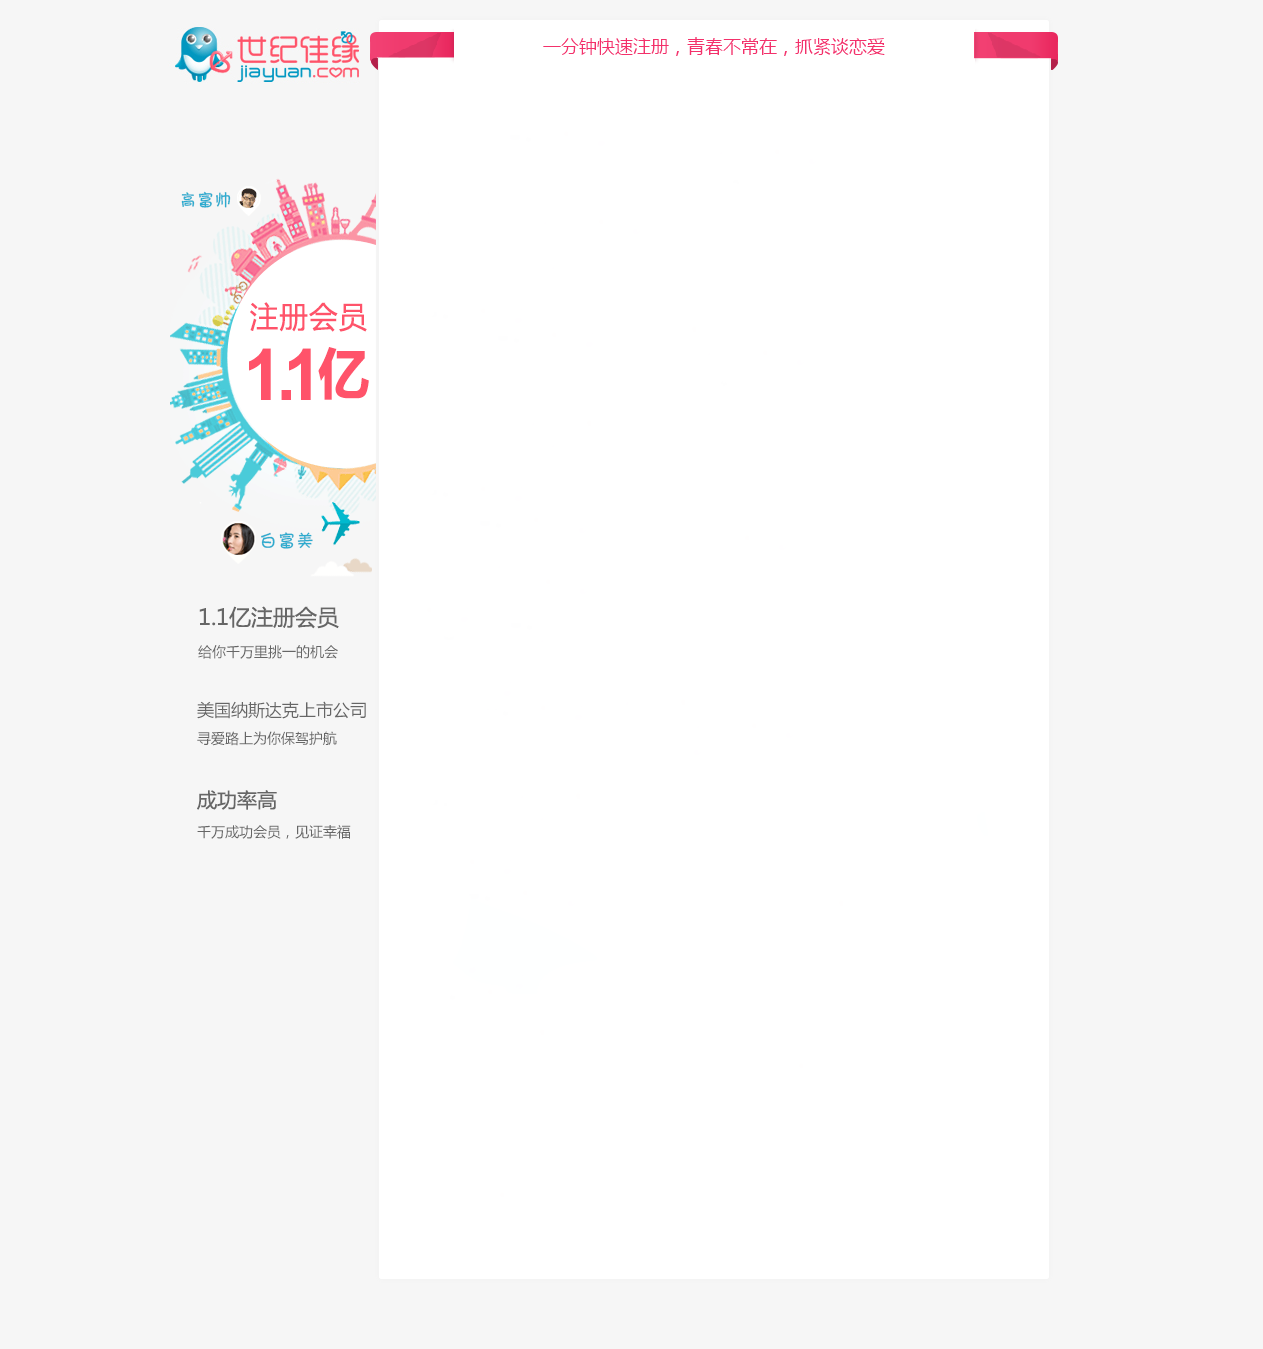 世纪佳缘
jiayuan.com
一分钟快速注册，青春不常在，抓紧谈恋爱
高富帅
注册会员
1.1亿
白富美
1.1亿注册会员
给你千万里挑一的机会
美国纳斯达克上市公司
寻爱路上为你保驾护航
成功率高
千万成功会员，见证幸福